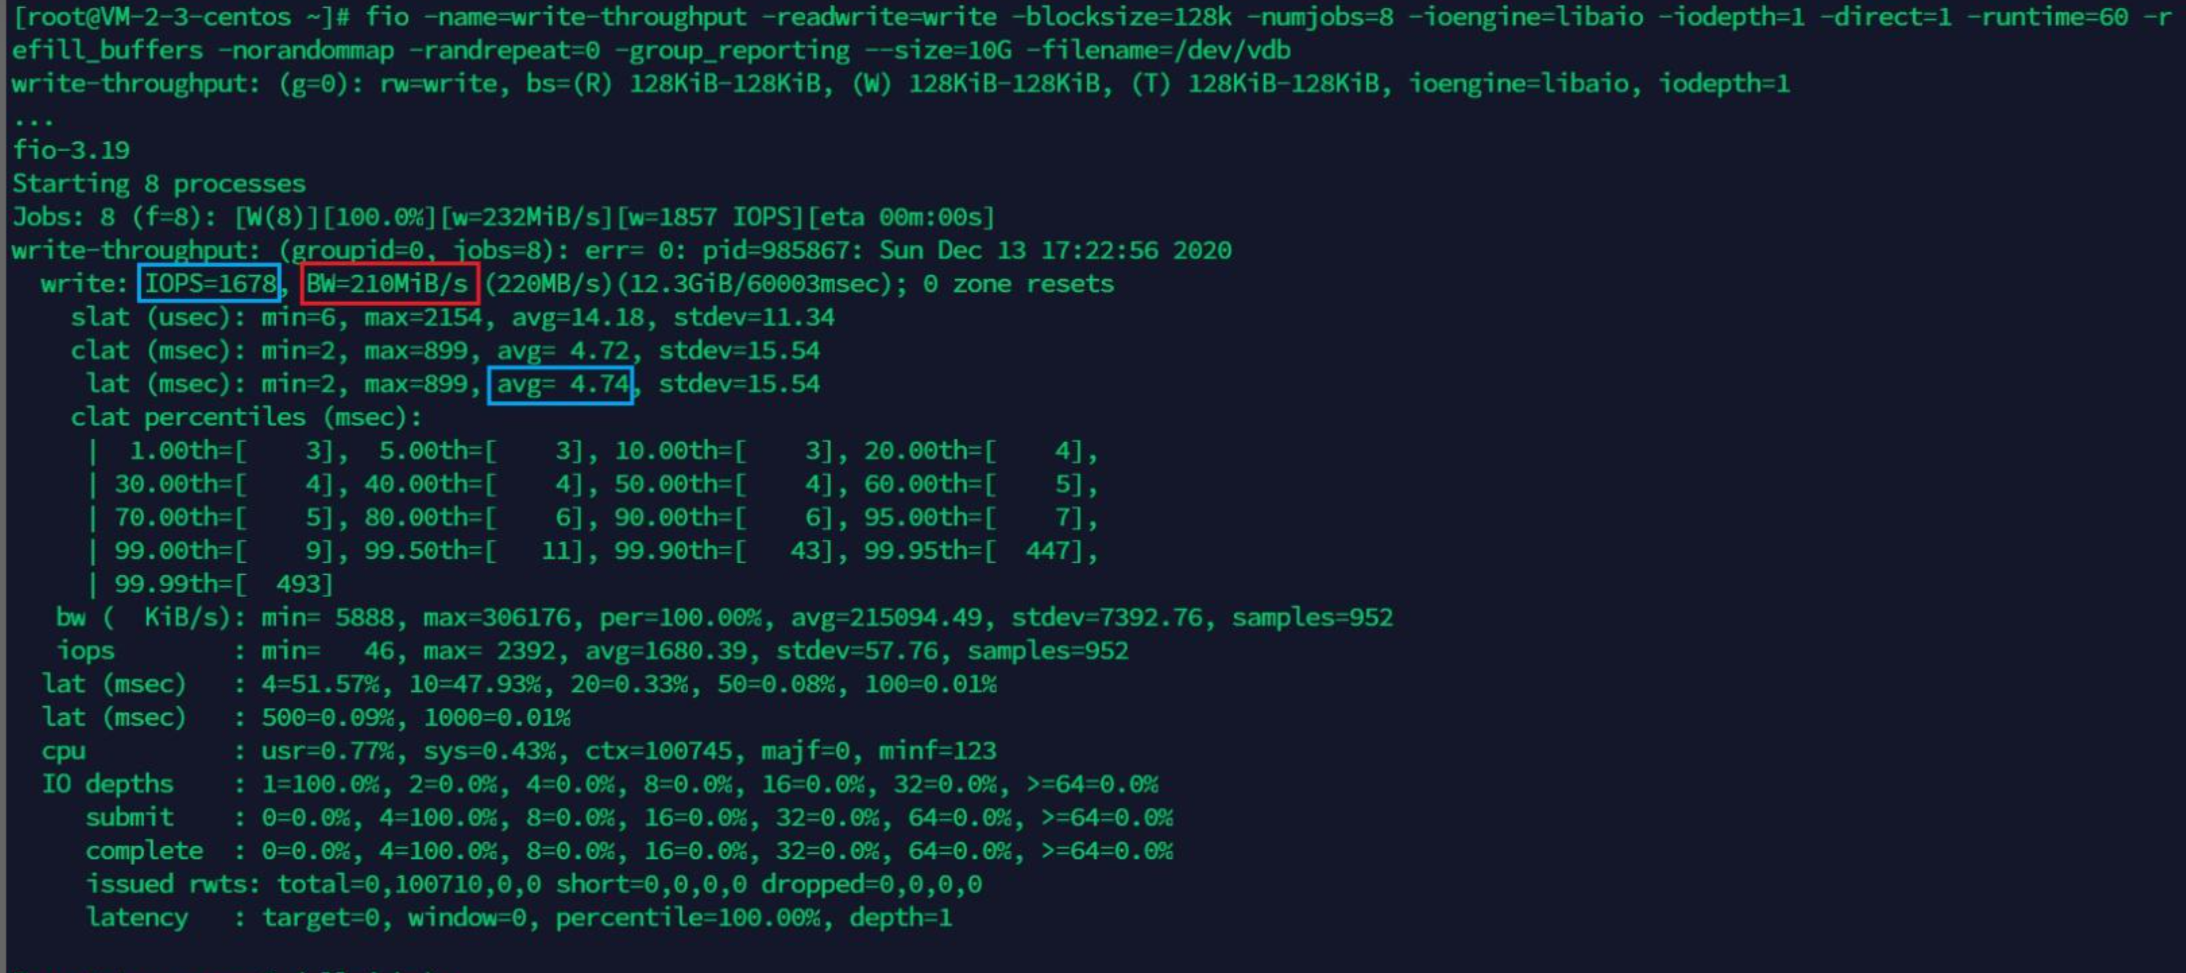 [root@VM-2-3-centos ~]# fio -name=write-throughput -readwrite=write -blocksize=128k -numjobs=8 -ioengine=libaio -iodepth=1 -direct=1 -runtime=60 -r
efill_buffers -norandommap -randrepeat=0 -group_reporting --size=10G -filename=/dev/vdb
write-throughput: (g=0): rw=write, bs=(R) 128KiB-128KiB, (W) 128KiB-128KiB, (T) 128KiB-128KiB, ioengine=libaio, iodepth=1
...
fio-3.19
Starting 8 processes
Jobs: 8 (f=8): [W(8)][100.0%][w=232MiB/s][w=1857 IOPS][eta 00m:00s]
write-throughput: (groupid=0, jobs=8): err= 0: pid=985867: Sun Dec 13 17:22:56 2020
  write: IOPS=1678, BW=210MiB/s (220MB/s)(12.3GiB/60003msec); 0 zone resets
    slat (usec): min=6, max=2154, avg=14.18, stdev=11.34
    clat (msec): min=2, max=899, avg= 4.72, stdev=15.54
     lat (msec): min=2, max=899, avg= 4.74, stdev=15.54
    clat percentiles (msec):
     |  1.00th=[    3],  5.00th=[    3], 10.00th=[    3], 20.00th=[    4],
     | 30.00th=[    4], 40.00th=[    4], 50.00th=[    4], 60.00th=[    5],
     | 70.00th=[    5], 80.00th=[    6], 90.00th=[    6], 95.00th=[    7],
     | 99.00th=[    9], 99.50th=[   11], 99.90th=[   43], 99.95th=[  447],
     | 99.99th=[  493]
   bw (  KiB/s): min= 5888, max=306176, per=100.00%, avg=215094.49, stdev=7392.76, samples=952
   iops        : min=   46, max= 2392, avg=1680.39, stdev=57.76, samples=952
  lat (msec)   : 4=51.57%, 10=47.93%, 20=0.33%, 50=0.08%, 100=0.01%
  lat (msec)   : 500=0.09%, 1000=0.01%
  cpu          : usr=0.77%, sys=0.43%, ctx=100745, majf=0, minf=123
  IO depths    : 1=100.0%, 2=0.0%, 4=0.0%, 8=0.0%, 16=0.0%, 32=0.0%, >=64=0.0%
     submit    : 0=0.0%, 4=100.0%, 8=0.0%, 16=0.0%, 32=0.0%, 64=0.0%, >=64=0.0%
     complete  : 0=0.0%, 4=100.0%, 8=0.0%, 16=0.0%, 32=0.0%, 64=0.0%, >=64=0.0%
     issued rwts: total=0,100710,0,0 short=0,0,0,0 dropped=0,0,0,0
     latency   : target=0, window=0, percentile=100.00%, depth=1